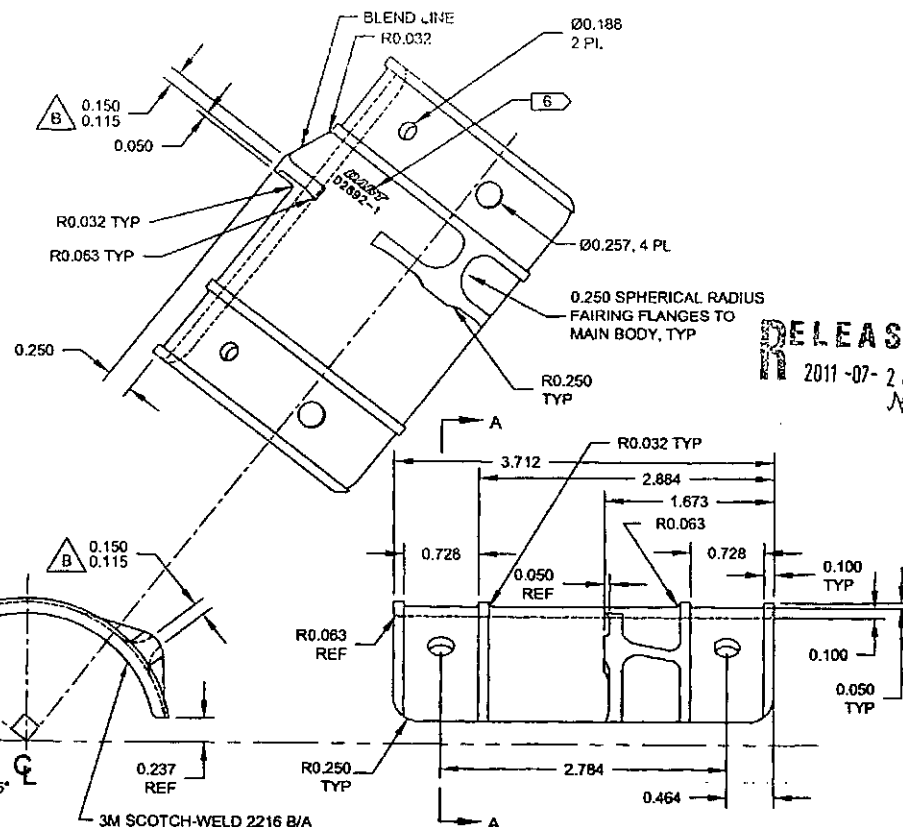 BLEND LINE
R0.032
Ø0.188
2 PL
6
B
0.150
0.115
0.050
DART
D2892-1
R0.032 TYP
R0.063 TYP
Ø0.257, 4 PL
0.250 SPHERICAL RADIUS
FAIRING FLANGES TO
MAIN BODY, TYP
0.250
R0.250
TYP
RELEAS
2011-07-2
A
R0.032 TYP
3.712
2.884
1.673
R0.063
B
0.150
0.115
0.728
0.050
REF
0.728
0.100
TYP
R0.063
REF
0.100
0.050
TYP
0.237
REF
R0.250
TYP
2.784
0.464
CL
3M SCOTCH-WELD 2216 B/A
A